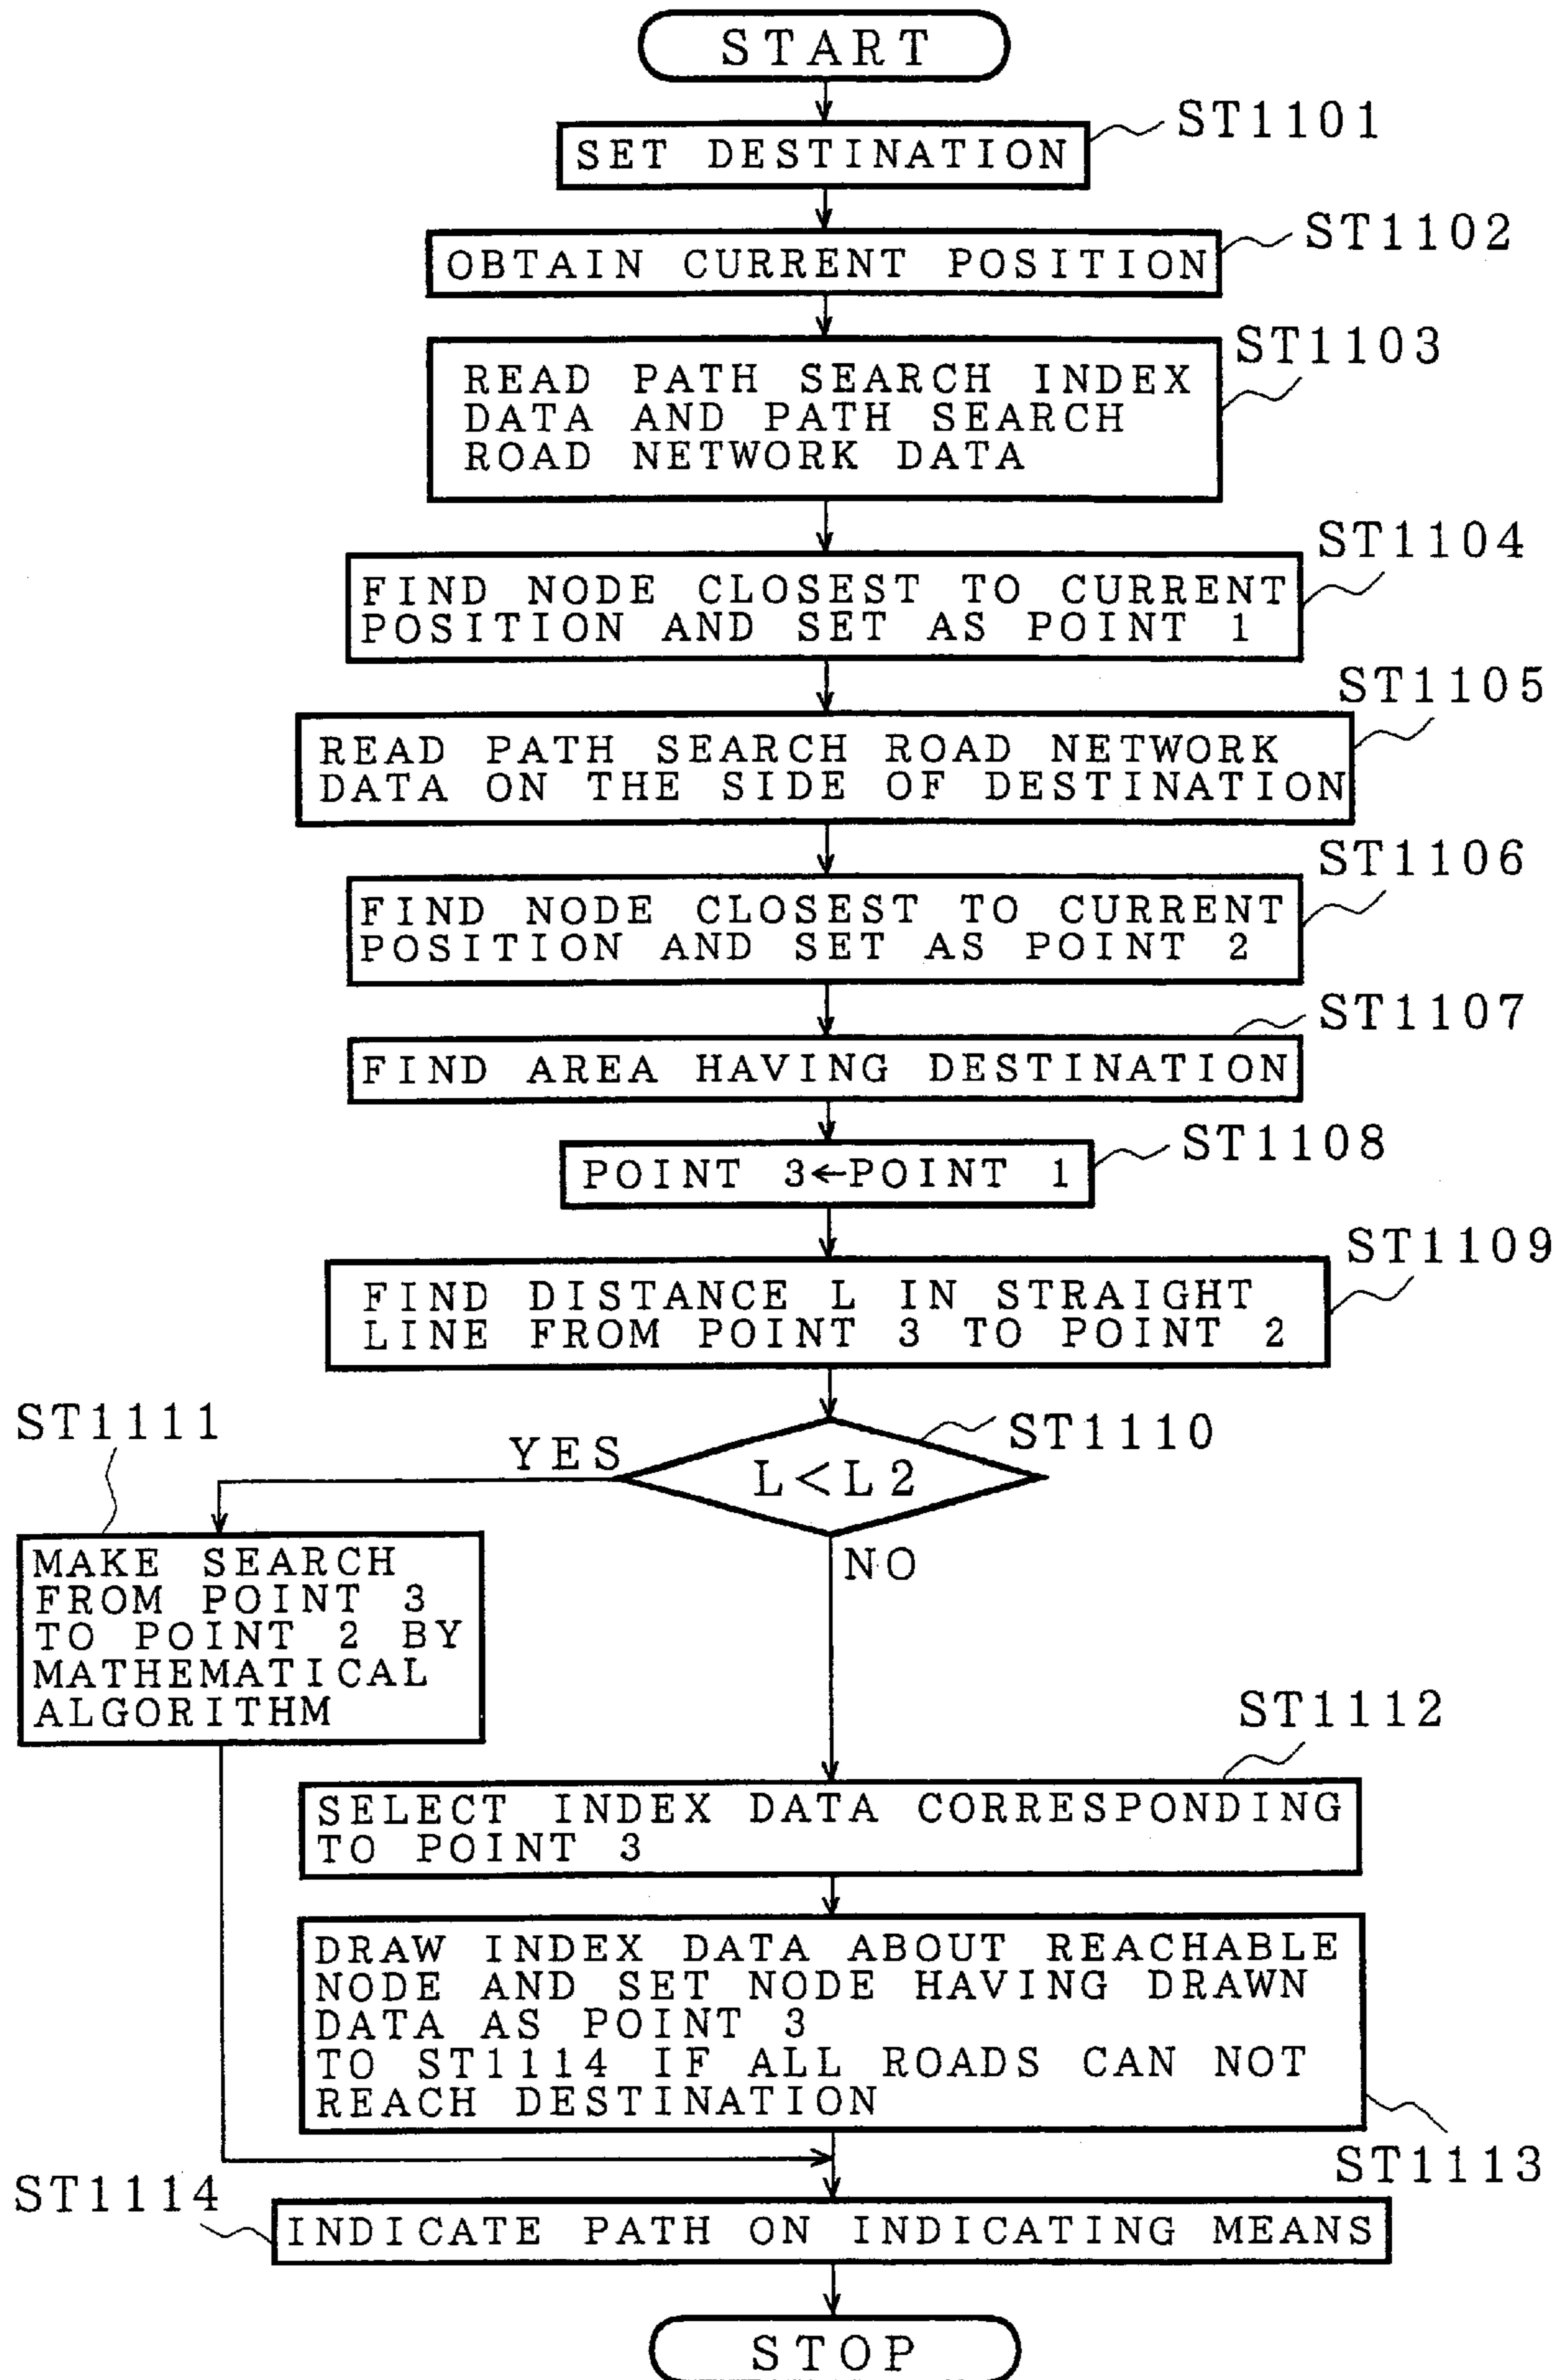 START
ST1101
SET DESTINATION
ST1102
OBTAIN CURRENT POSITION
ST1103
READ PATH SEARCH INDEX
DATA AND PATH SEARCH
ROAD NETWORK DATA
ST1104
FIND NODE CLOSEST TO CURRENT
POSITION AND SET AS POINT 1
ST1105
READ PATH SEARCH ROAD NETWORK
DATA ON THE SIDE OF DESTINATION
ST1106
FIND NODE CLOSEST TO CURRENT
POSITION AND SET AS POINT 2
ST1107
FIND AREA HAVING DESTINATION
ST1108
POINT 3←POINT 1
ST1109
FIND DISTANCE L IN STRAIGHT
LINE FROM POINT 3 TO POINT 2
ST1110
L<L2
YES
NO
ST1111
MAKE SEARCH
FROM POINT 3
TO POINT 2 BY
MATHEMATICAL
ALGORITHM
ST1112
SELECT INDEX DATA CORRESPONDING
TO POINT 3
DRAW INDEX DATA ABOUT REACHABLE
NODE AND SET NODE HAVING DRAWN
DATA AS POINT 3
TO ST1114 IF ALL ROADS CAN NOT
REACH DESTINATION
ST1113
ST1114
INDICATE PATH ON INDICATING MEANS
STOP